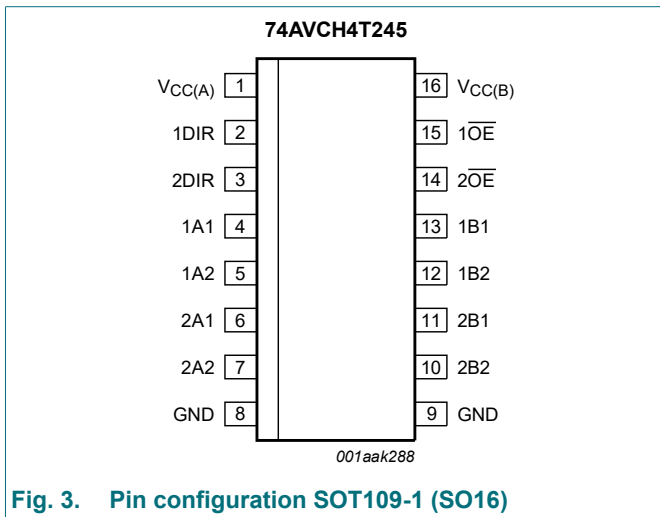 74AVCH4T245
VCC(A) 1 16 VCC(B)
1DIR 2 15 1O̅E̅
2DIR 3 14 2O̅E̅
1A1 4 13 1B1
1A2 5 12 1B2
2A1 6 11 2B1
2A2 7 10 2B2
GND 8 9 GND
001aak288
Fig. 3. Pin configuration SOT109-1 (SO16)